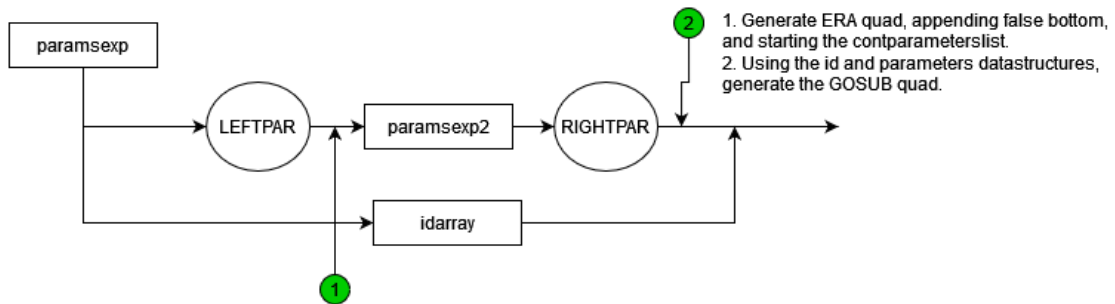 paramsexp
2
1. Generate ERA quad, appending false bottom,
and starting the contparameterslist.
2. Using the id and parameters datastructures,
generate the GOSUB quad.
LEFTPAR
paramsexp2
RIGHTPAR
idarray
1